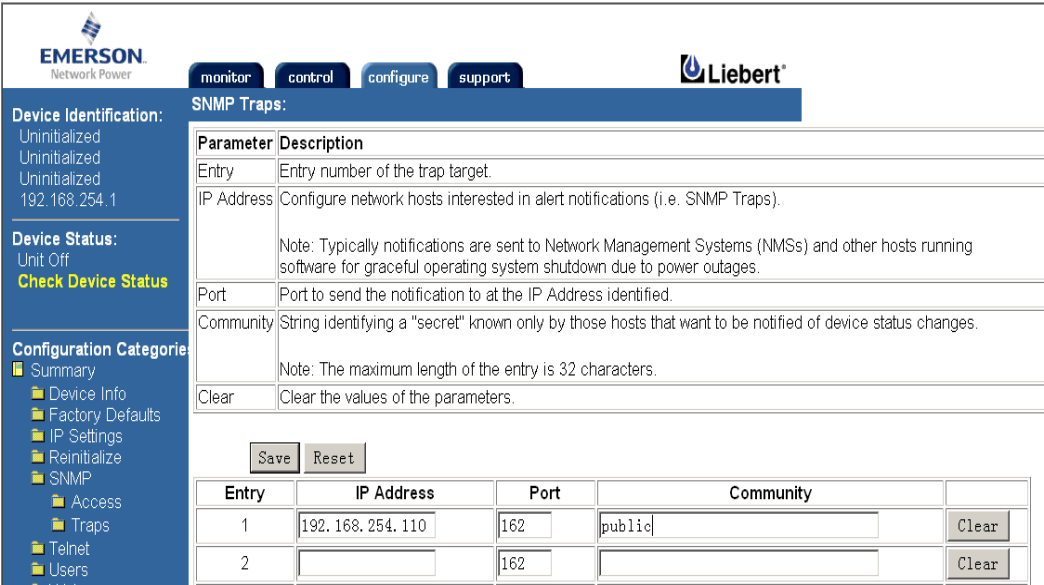 EMERSON.
Network Power
monitor
control
configure
support
Liebert
SNMP Traps:
Device Identification:
Uninitialized
Uninitialized
Uninitialized
192.168.254.1
Device Status:
Unit Off
Check Device Status
Configuration Categorie
Summary
Device Info
Factory Defaults
IP Settings
Reinitialize
SNMP
Access
Traps
Telnet
Users
Parameter Description
Entry Entry number of the trap target.
IP Address Configure network hosts interested in alert notifications (i.e. SNMP Traps).
Note: Typically notifications are sent to Network Management Systems (NMSs) and other hosts running
software for graceful operating system shutdown due to power outages.
Port Port to send the notification to at the IP Address identified.
Community String identifying a "secret" known only by those hosts that want to be notified of device status changes.
Note: The maximum length of the entry is 32 characters.
Clear Clear the values of the parameters.
Save Reset
Entry IP Address Port Community
1 192.168.254.110 162 public Clear
2 162 Clear